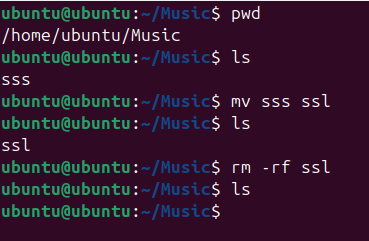 ubuntu@ubuntu:~/Music$ pwd
/home/ubuntu/Music
ubuntu@ubuntu:~/Music$ ls
sss
ubuntu@ubuntu:~/Music$ mv sss ssl
ubuntu@ubuntu:~/Music$ ls
ssl
ubuntu@ubuntu:~/Music$ rm -rf ssl
ubuntu@ubuntu:~/Music$ ls
ubuntu@ubuntu:~/Music$